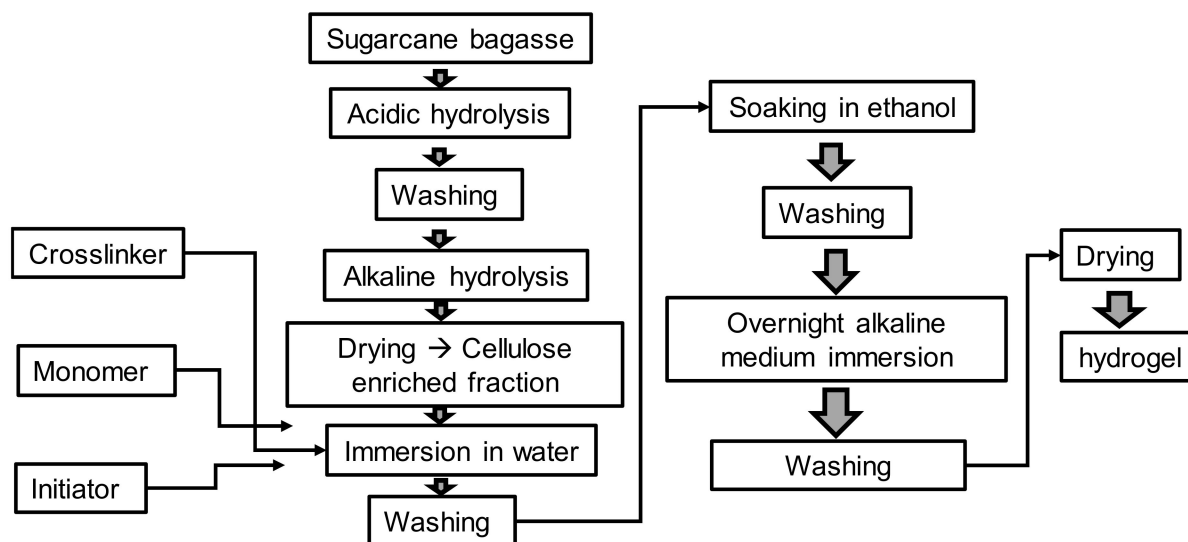 Sugarcane bagasse
Acidic hydrolysis
Washing
Alkaline hydrolysis
Drying → Cellulose
enriched fraction
Crosslinker
Monomer
Initiator
Immersion in water
Washing
Soaking in ethanol
Washing
Overnight alkaline
medium immersion
Washing
Drying
hydrogel